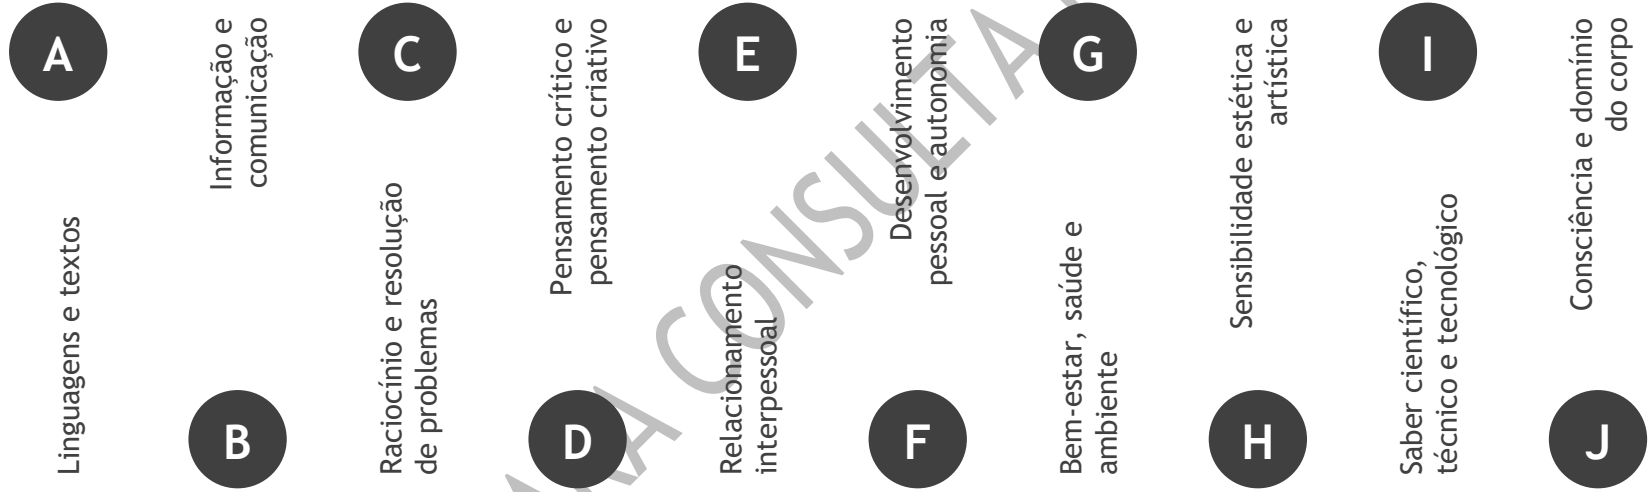 A
Linguagens e textos
Informação e
comunicação
B
C
Raciocínio e resolução
de problemas
Pensamento crítico e
pensamento criativo
D
E
Relacionamento
interpessoal
Desenvolvimento
pessoal e autonomia
F
G
Bem-estar, saúde e
ambiente
Sensibilidade estética e
artística
H
I
Saber científico,
técnico e tecnológico
Consciência e domínio
do corpo
J
CONSULTA